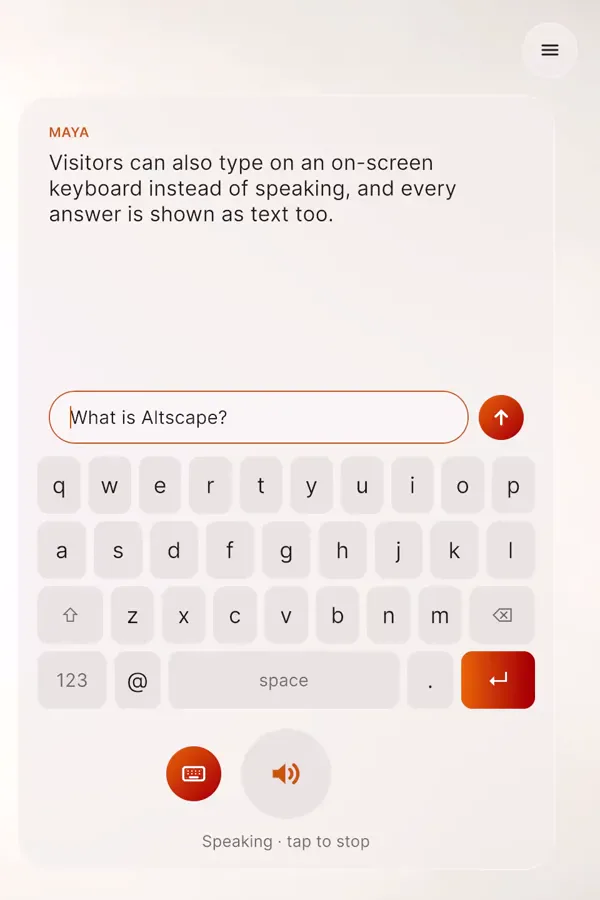 MAYA
Visitors can also type on an on-screen
keyboard instead of speaking, and every
answer is shown as text too.
What is Altscape?
q w e r t y u i o p
a s d f g h j k l
z x c v b n m
123 @ space .
Speaking · tap to stop